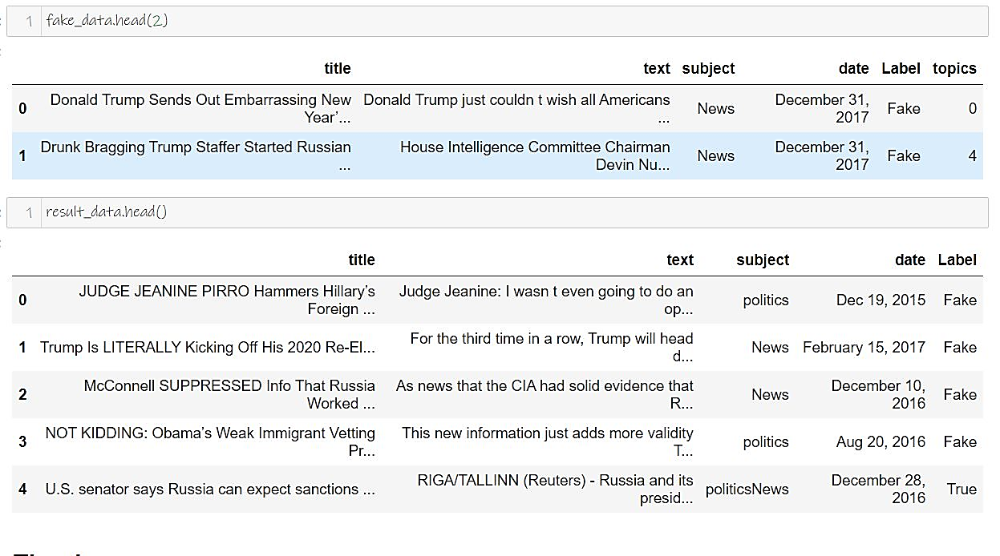 1 fake_data.head(2)
title text subject date Label topics
0 Donald Trump Sends Out Embarrassing New Year’... Donald Trump just couldn t wish all Americans ... News December 31, 2017 Fake 0
1 Drunk Bragging Trump Staffer Started Russian ... House Intelligence Committee Chairman Devin Nu... News December 31, 2017 Fake 4
1 result_data.head()
title text subject date Label
0 JUDGE JEANINE PIRRO Hammers Hillary’s Foreign ... Judge Jeanine: I wasn t even going to do an op... politics Dec 19, 2015 Fake
1 Trump Is LITERALLY Kicking Off His 2020 Re-El... For the third time in a row, Trump will head d... News February 15, 2017 Fake
2 McConnell SUPPRESSED Info That Russia Worked ... As news that the CIA had solid evidence that R... News December 10, 2016 Fake
3 NOT KIDDING: Obama’s Weak Immigrant Vetting Pr... This new information just adds more validity T... politics Aug 20, 2016 Fake
4 U.S. senator says Russia can expect sanctions ... RIGA/TALLINN (Reuters) - Russia and its presid... politicsNews December 28, 2016 True